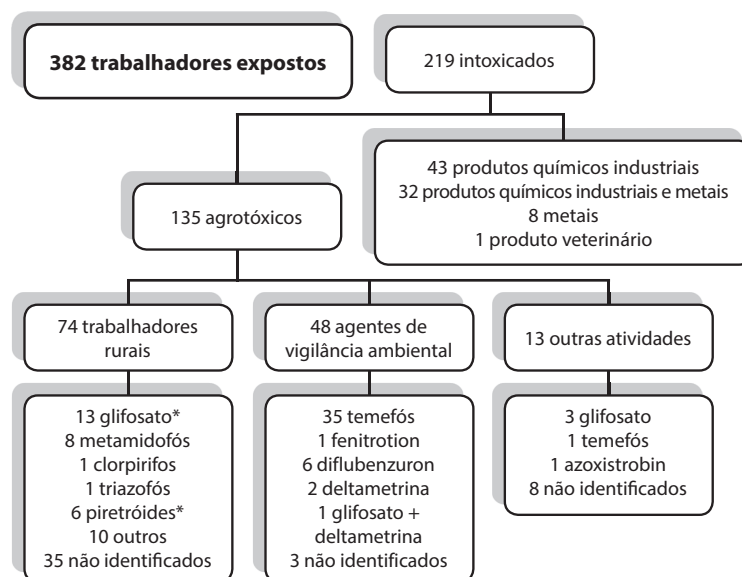 382 trabalhadores expostos
219 intoxicados
135 agrotóxicos
43 produtos químicos industriais
32 produtos químicos industriais e metais
8 metais
1 produto veterinário
74 trabalhadores
rurais
48 agentes de
vigilância ambiental
13 outras atividades
13 glifosato*
8 metamidofós
1 clorpirifos
1 triazofós
6 piretróides*
10 outros
35 não identificados
35 temefós
1 fenitrotion
6 diflubenzuron
2 deltametrina
1 glifosato +
deltametrina
3 não identificados
3 glifosato
1 temefós
1 azoxistrobin
8 não identificados